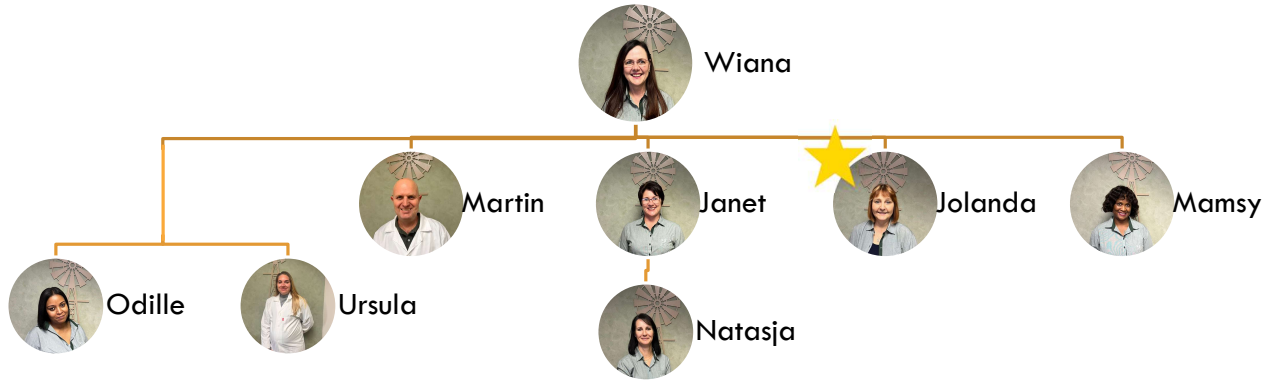 Wiana
Martin
Janet
Jolanda
Mamsy
Odille
Ursula
Natasja